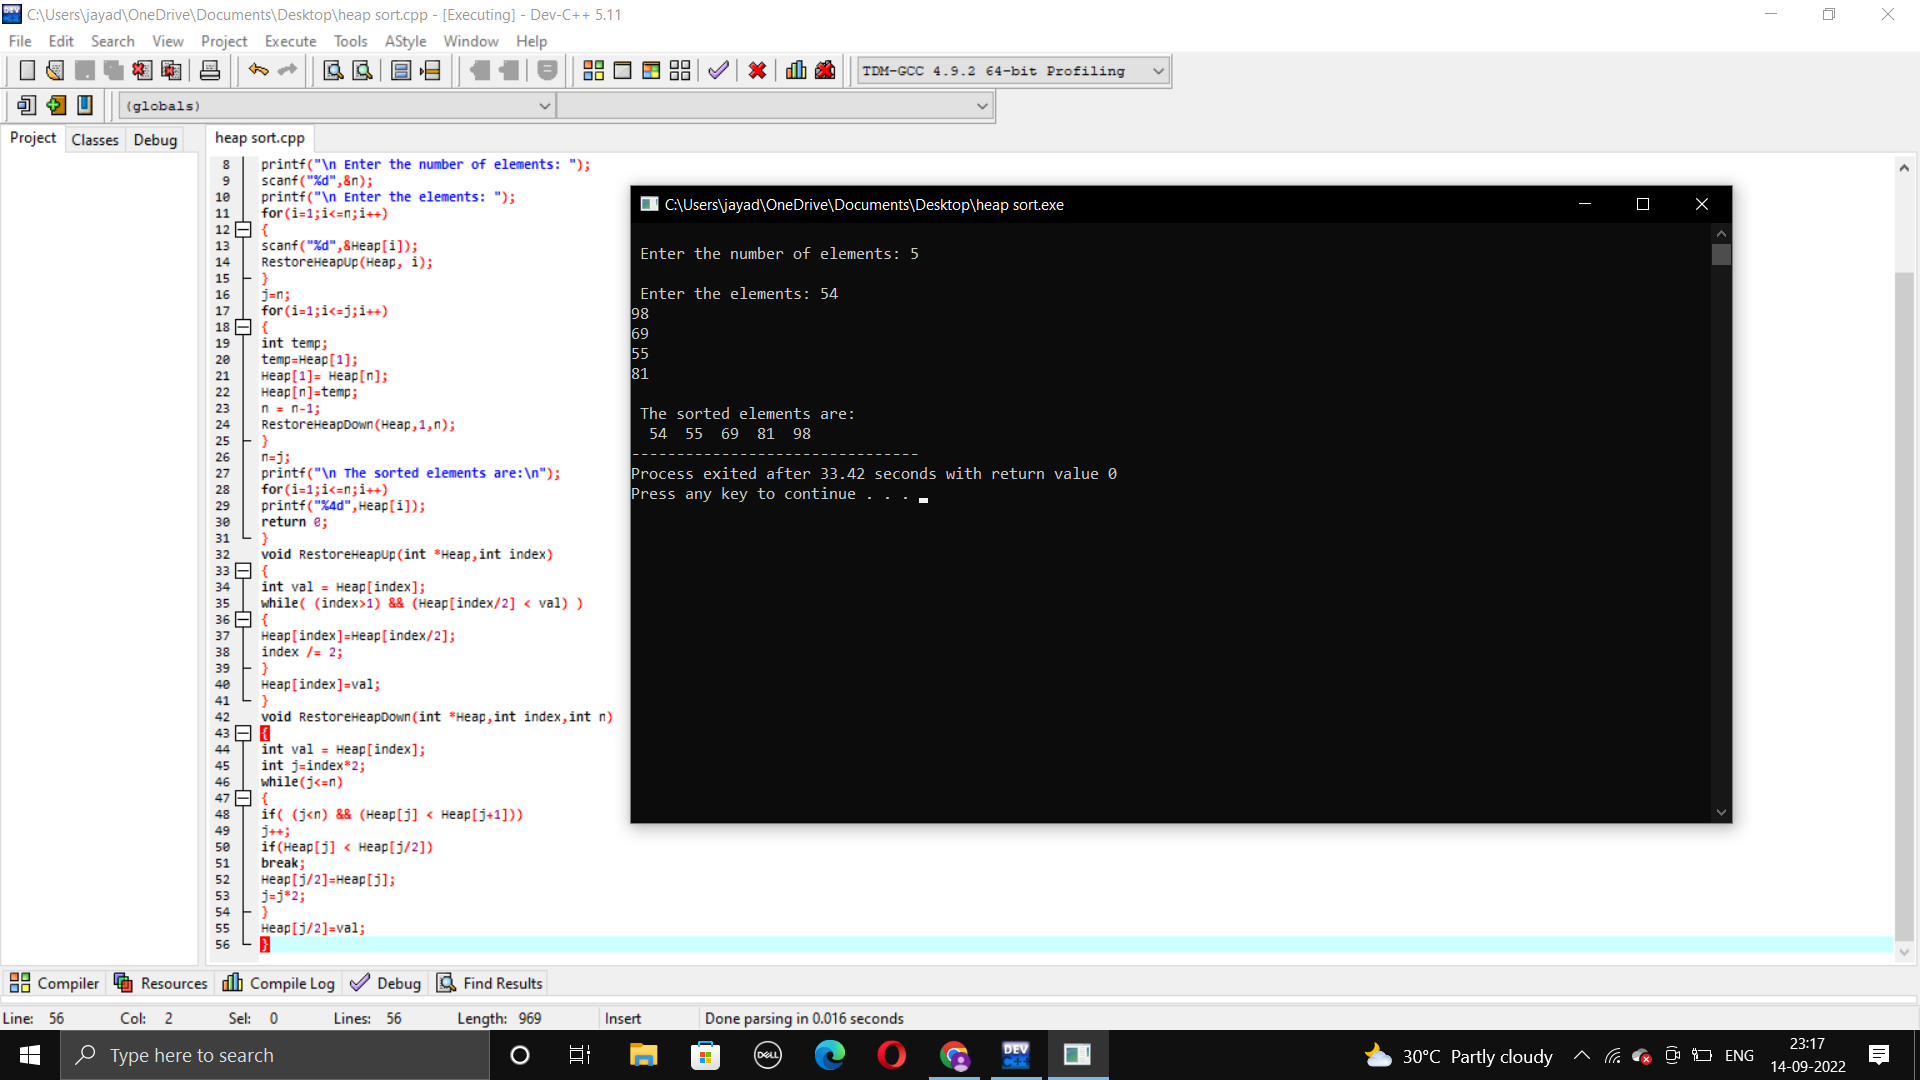 C:\Users\jayad\OneDrive\Documents\Desktop\heap sort.cpp - [Executing] - Dev-C++ 5.11
File Edit Search View Project Execute Tools AStyle Window Help
TDM-GCC 4.9.2 64-bit Profiling
(globals)
Project Classes Debug
heap sort.cpp
8 printf("\n Enter the number of elements: ");
9 scanf("%d",&n);
10 printf("\n Enter the elements: ");
11 for(i=1;i<=n;i++)
12 {
13 scanf("%d",&Heap[i]);
14 RestoreHeapUp(Heap, i);
15 }
16 j=n;
17 for(i=1;i<=j;i++)
18 {
19 int temp;
20 temp=Heap[1];
21 Heap[1]= Heap[n];
22 Heap[n]=temp;
23 n = n-1;
24 RestoreHeapDown(Heap,1,n);
25 }
26 n=j;
27 printf("\n The sorted elements are:\n");
28 for(i=1;i<=n;i++)
29 printf("%4d",Heap[i]);
30 return 0;
31 }
32 void RestoreHeapUp(int *Heap,int index)
33 {
34 int val = Heap[index];
35 while( (index>1) && (Heap[index/2] < val) )
36 {
37 Heap[index]=Heap[index/2];
38 index /= 2;
39 }
40 Heap[index]=val;
41 }
42 void RestoreHeapDown(int *Heap,int index,int n)
43 {
44 int val = Heap[index];
45 int j=index*2;
46 while(j<=n)
47 {
48 if( (j<n) && (Heap[j] < Heap[j+1]))
49 j++;
50 if(Heap[j] < Heap[j/2])
51 break;
52 Heap[j/2]=Heap[j];
53 j=j*2;
54 }
55 Heap[j/2]=val;
56 }
C:\Users\jayad\OneDrive\Documents\Desktop\heap sort.exe
Enter the number of elements: 5
Enter the elements: 54
98
69
55
81
The sorted elements are:
54 55 69 81 98
--------------------------------
Process exited after 33.42 seconds with return value 0
Press any key to continue . . .
Compiler Resources Compile Log Debug Find Results
Line: 56 Col: 2 Sel: 0 Lines: 56 Length: 969 Insert Done parsing in 0.016 seconds
Type here to search
DELL
DEV C++
30°C Partly cloudy
ENG
23:17
14-09-2022